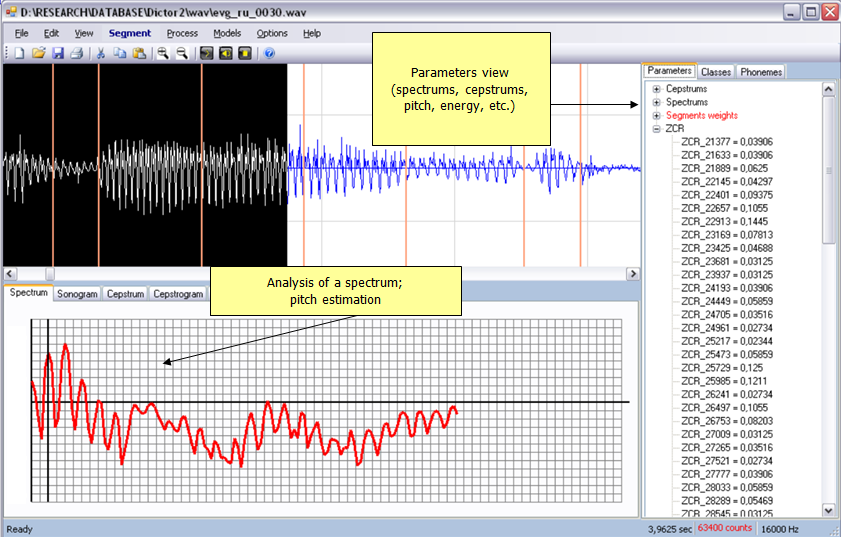 D:\RESEARCH\DATABASE\Dictor2\wav\evg_ru_0030.wav
File Edit View Segment Process Models Options Help
Parameters view
(spectrums, cepstrums,
pitch, energy, etc.)
Parameters Classes Phonemes
Cepstrums
Spectrums
Segments weights
ZCR
ZCR_21377 = 0,03906
ZCR_21633 = 0,03906
ZCR_21889 = 0,0625
ZCR_22145 = 0,04297
ZCR_22401 = 0,09375
ZCR_22657 = 0,1055
ZCR_22913 = 0,1445
ZCR_23169 = 0,07813
ZCR_23425 = 0,04688
ZCR_23681 = 0,03125
ZCR_23937 = 0,03125
ZCR_24193 = 0,03906
ZCR_24449 = 0,05859
ZCR_24705 = 0,03516
ZCR_24961 = 0,02734
ZCR_25217 = 0,02344
ZCR_25473 = 0,05859
ZCR_25729 = 0,125
ZCR_25985 = 0,1211
ZCR_26241 = 0,02734
ZCR_26497 = 0,1055
ZCR_26753 = 0,08203
ZCR_27009 = 0,03125
ZCR_27265 = 0,03516
ZCR_27521 = 0,02734
ZCR_27777 = 0,03906
ZCR_28033 = 0,05859
ZCR_28289 = 0,05469
ZCR_28545 = 0,03125
Analysis of a spectrum;
pitch estimation
Spectrum Sonogram Cepstrum Cepstrogram
Ready 3,9625 sec 63400 counts 16000 Hz